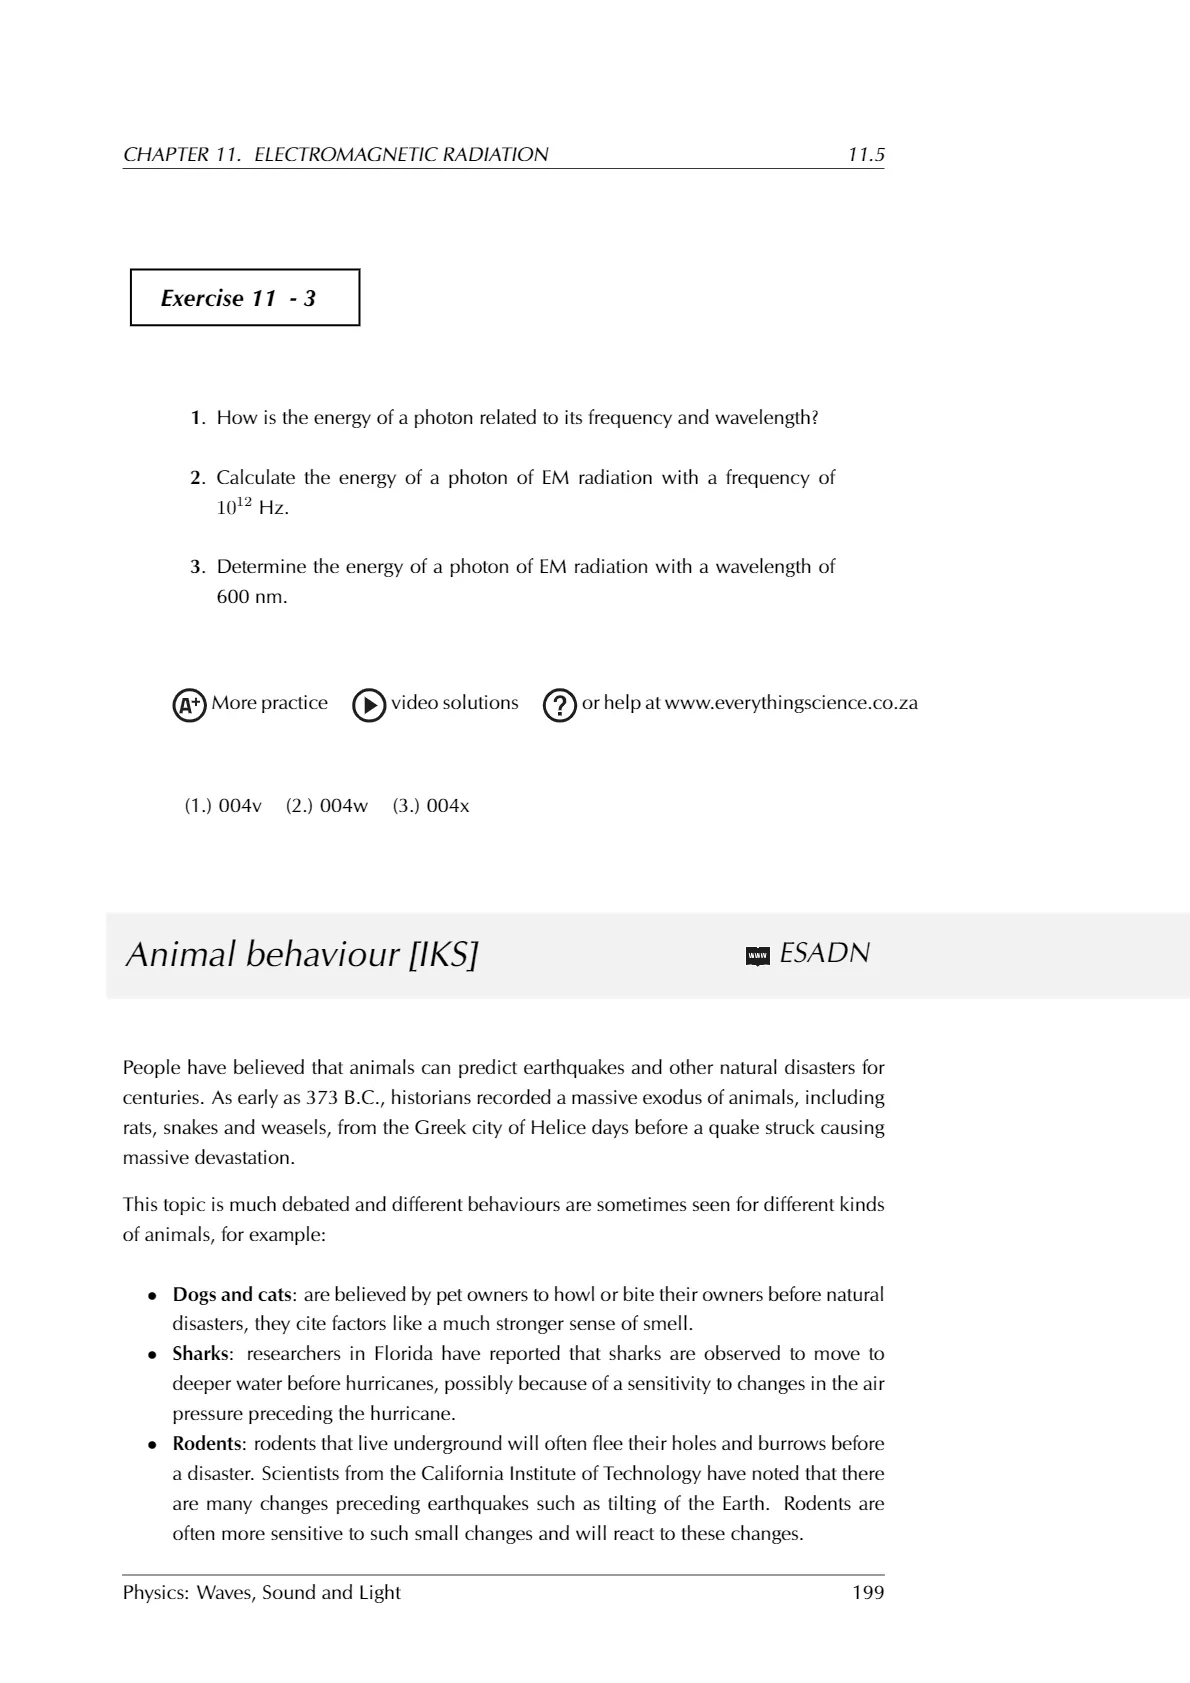 CHAPTER 11. ELECTROMAGNETIC RADIATION 11.5
Exercise 11 - 3
1. How is the energy of a photon related to its frequency and wavelength?
2. Calculate the energy of a photon of EM radiation with a frequency of
10¹² Hz.
3. Determine the energy of a photon of EM radiation with a wavelength of
600 nm.
A+ More practice video solutions ? or help at www.everythingscience.co.za
(1.) 004v (2.) 004w (3.) 004x
Animal behaviour [IKS] www ESADN
People have believed that animals can predict earthquakes and other natural disasters for
centuries. As early as 373 B.C., historians recorded a massive exodus of animals, including
rats, snakes and weasels, from the Greek city of Helice days before a quake struck causing
massive devastation.
This topic is much debated and different behaviours are sometimes seen for different kinds
of animals, for example:
• Dogs and cats: are believed by pet owners to howl or bite their owners before natural
disasters, they cite factors like a much stronger sense of smell.
• Sharks: researchers in Florida have reported that sharks are observed to move to
deeper water before hurricanes, possibly because of a sensitivity to changes in the air
pressure preceding the hurricane.
• Rodents: rodents that live underground will often flee their holes and burrows before
a disaster. Scientists from the California Institute of Technology have noted that there
are many changes preceding earthquakes such as tilting of the Earth. Rodents are
often more sensitive to such small changes and will react to these changes.
Physics: Waves, Sound and Light 199